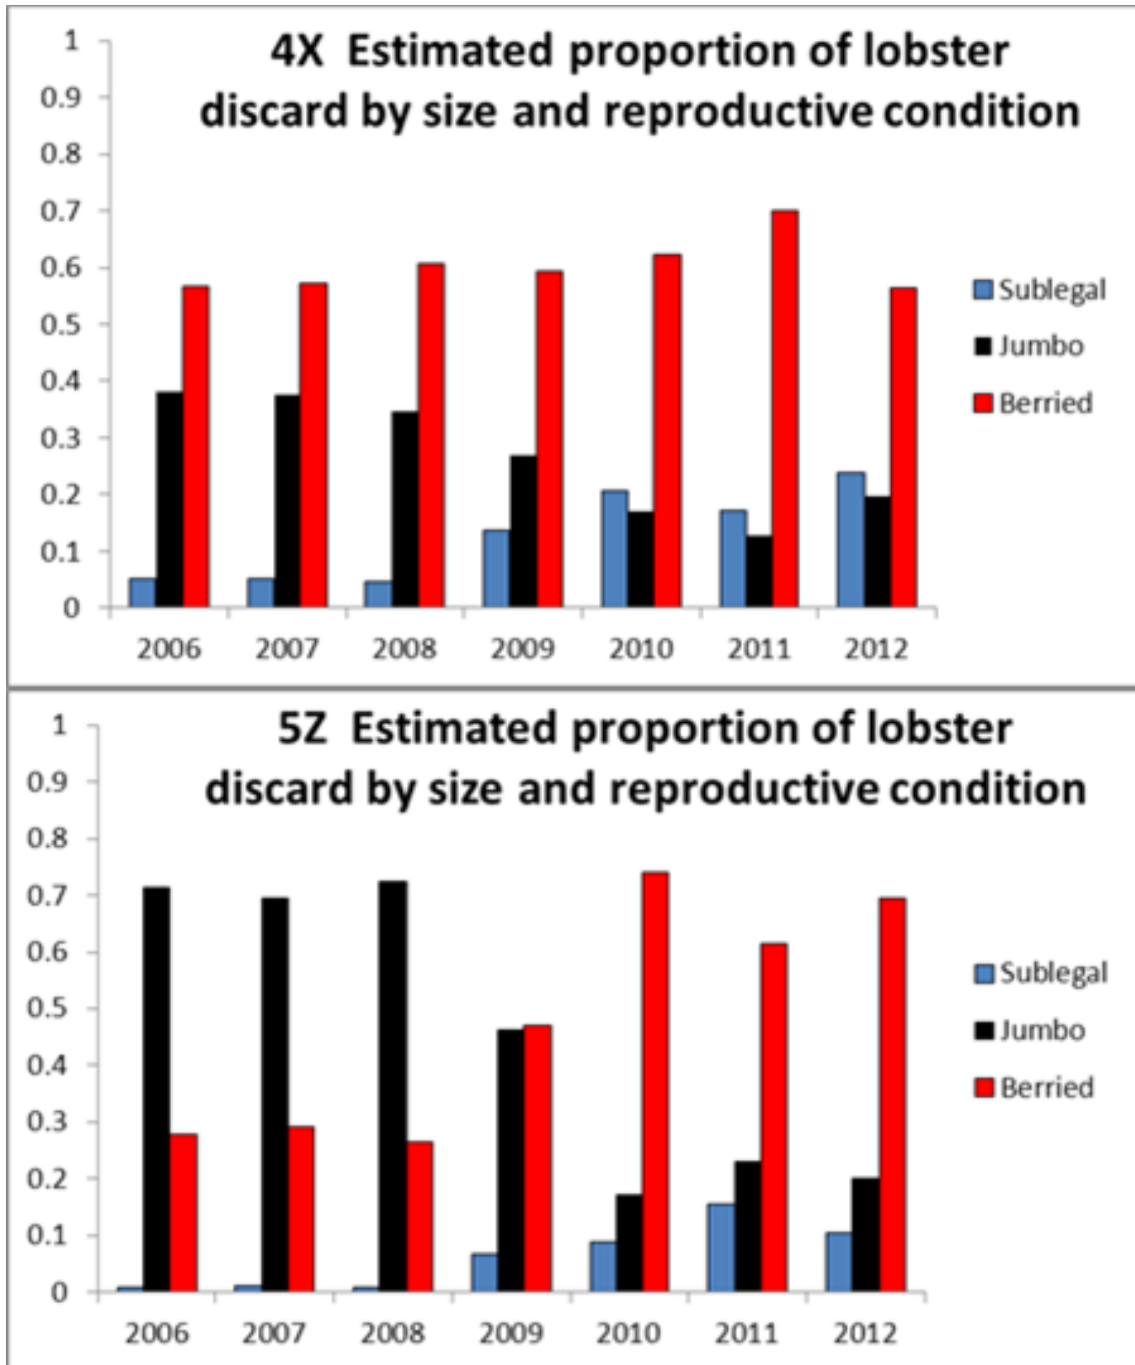 4X Estimated proportion of lobster
discard by size and reproductive condition
1
0.9
0.8
0.7
0.6
0.5
0.4
0.3
0.2
0.1
0
2006 2007 2008 2009 2010 2011 2012
Sublegal
Jumbo
Berried
5Z Estimated proportion of lobster
discard by size and reproductive condition
1
0.9
0.8
0.7
0.6
0.5
0.4
0.3
0.2
0.1
0
2006 2007 2008 2009 2010 2011 2012
Sublegal
Jumbo
Berried